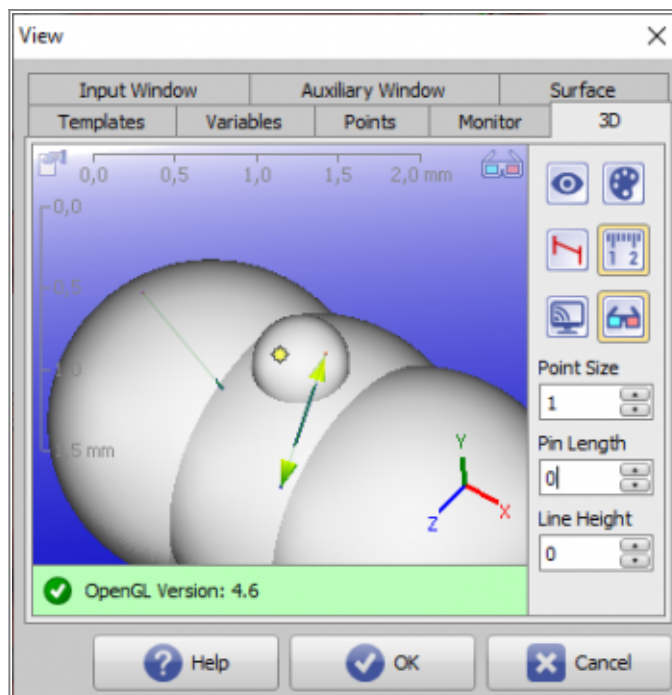 View
Input Window Auxiliary Window Surface
Templates Variables Points Monitor 3D
0,0 0,5 1,0 1,5 2,0 mm
0,0
0,5
1,0
1,5 mm
1 2
Point Size
1
Pin Length
0
Line Height
0
Y
X
Z
OpenGL Version: 4.6
Help OK Cancel